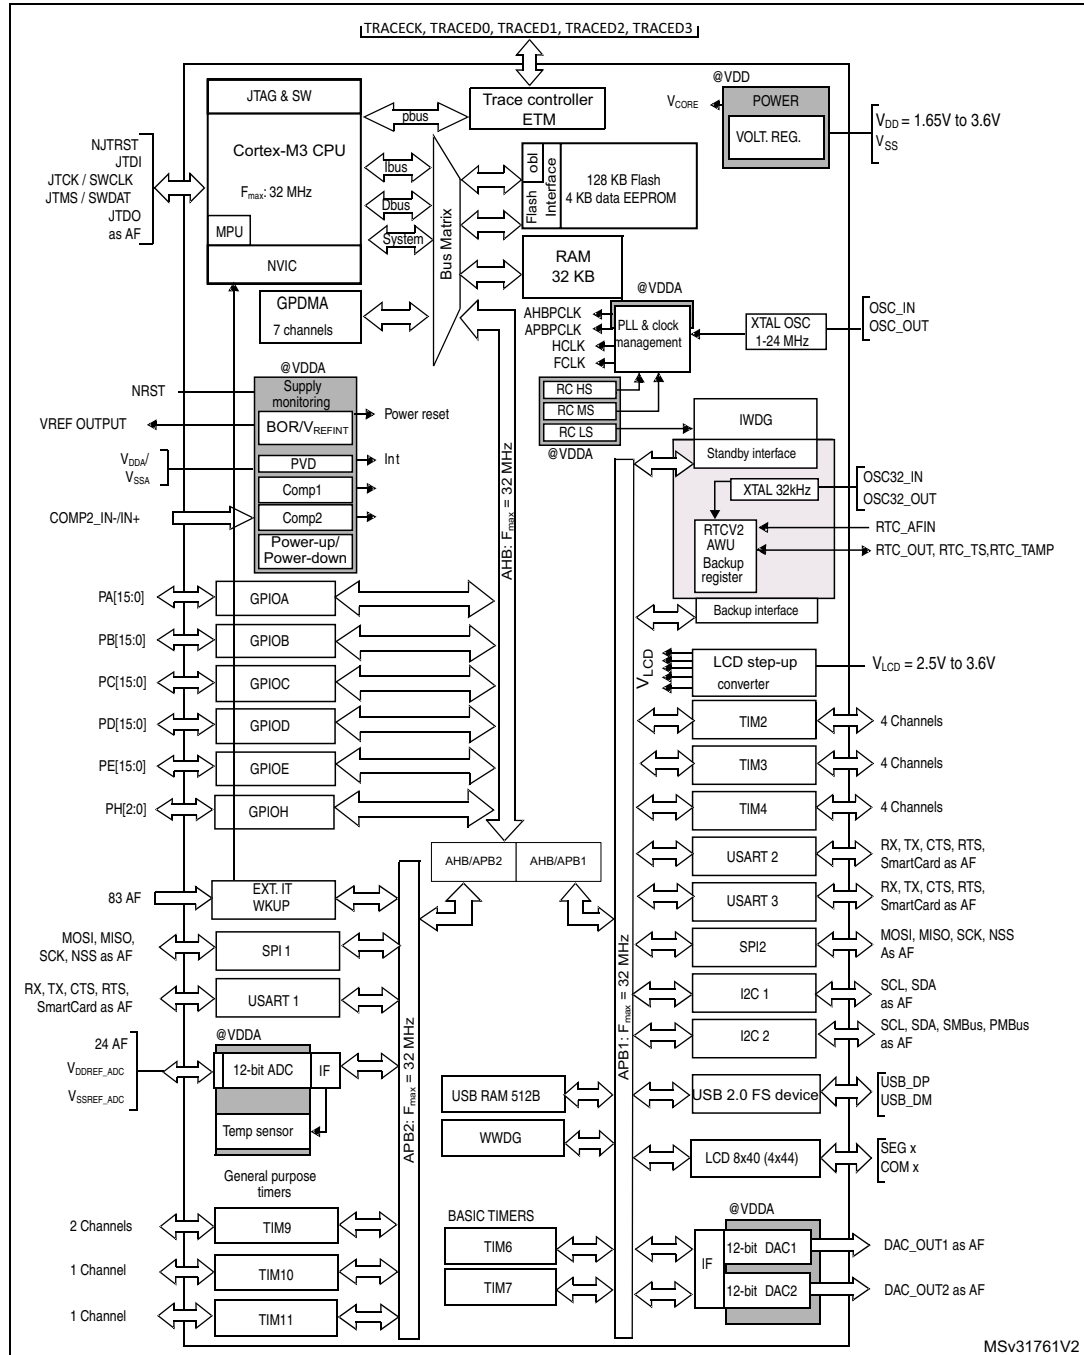 TRACECK, TRACED0, TRACED1, TRACED2, TRACED3
JTAG & SW
Trace controller
ETM
pbus
Cortex-M3 CPU
Fmax: 32 MHz
MPU
NVIC
NJTRST
JTDI
JTCK / SWCLK
JTMS / SWDAT
JTDO
as AF
Ibus
Dbus
System
Bus Matrix
obl
Flash
Interface
128 KB Flash
4 KB data EEPROM
RAM
32 KB
@VDD
VCORE
POWER
VOLT. REG.
VDD = 1.65V to 3.6V
VSS
GPDMA
7 channels
@VDDA
AHBPCLK
APBPCLK
HCLK
FCLK
PLL & clock
management
XTAL OSC
1-24 MHz
OSC_IN
OSC_OUT
RC HS
RC MS
RC LS
@VDDA
IWDG
Standby interface
XTAL 32kHz
OSC32_IN
OSC32_OUT
RTCV2
AWU
Backup
register
RTC_AFIN
RTC_OUT, RTC_TS,RTC_TAMP
Backup interface
@VDDA
NRST
Supply
monitoring
VREF OUTPUT
BOR/VREFINT
Power reset
VDDA/
VSSA
PVD
Int
Comp1
COMP2_IN-/IN+
Comp2
Power-up/
Power-down
AHB: Fmax = 32 MHz
PA[15:0]
GPIOA
PB[15:0]
GPIOB
PC[15:0]
GPIOC
PD[15:0]
GPIOD
PE[15:0]
GPIOE
PH[2:0]
GPIOH
VLCD
LCD step-up
converter
VLCD = 2.5V to 3.6V
TIM2
4 Channels
TIM3
4 Channels
TIM4
4 Channels
AHB/APB2
AHB/APB1
USART 2
RX, TX, CTS, RTS,
SmartCard as AF
USART 3
RX, TX, CTS, RTS,
SmartCard as AF
SPI2
MOSI, MISO, SCK, NSS
As AF
I2C 1
SCL, SDA
as AF
I2C 2
SCL, SDA, SMBus, PMBus
as AF
83 AF
EXT. IT
WKUP
MOSI, MISO,
SCK, NSS as AF
SPI 1
RX, TX, CTS, RTS,
SmartCard as AF
USART 1
@VDDA
24 AF
VDDREF_ADC
VSSREF_ADC
12-bit ADC
IF
Temp sensor
APB2: Fmax = 32 MHz
APB1: Fmax = 32 MHz
USB RAM 512B
WWDG
USB 2.0 FS device
USB_DP
USB_DM
LCD 8x40 (4x44)
SEG x
COM x
General purpose
timers
2 Channels
TIM9
1 Channel
TIM10
1 Channel
TIM11
BASIC TIMERS
TIM6
TIM7
@VDDA
IF
12-bit DAC1
DAC_OUT1 as AF
12-bit DAC2
DAC_OUT2 as AF
MSv31761V2